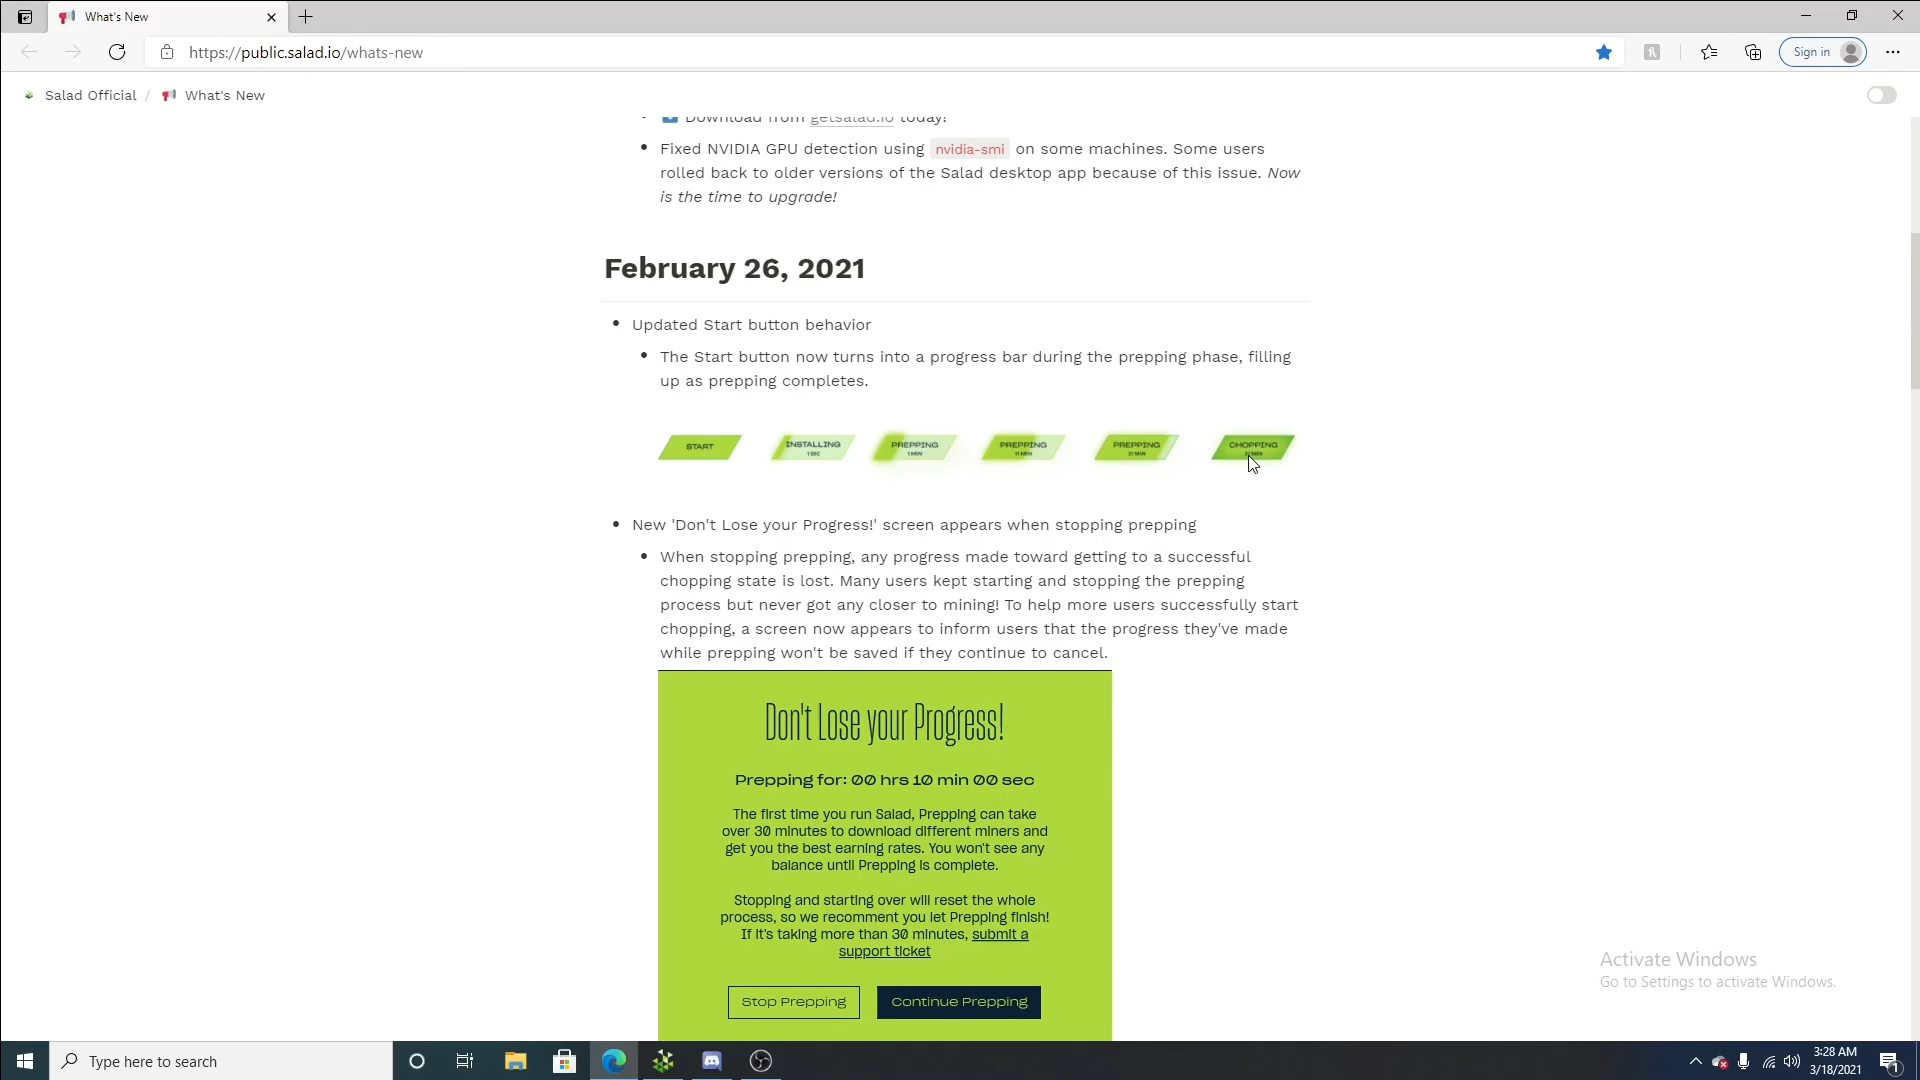 What's New
https://public.salad.io/whats-new
Sign in
Salad Official / What's New
Download from getsalad.io today!
Fixed NVIDIA GPU detection using nvidia-smi on some machines. Some users
rolled back to older versions of the Salad desktop app because of this issue. Now
is the time to upgrade!
February 26, 2021
Updated Start button behavior
The Start button now turns into a progress bar during the prepping phase, filling
up as prepping completes.
START INSTALLING PREPPING PREPPING PREPPING CHOPPING
1 SEC 1 MIN 11 MIN 21 MIN
New 'Don't Lose your Progress!' screen appears when stopping prepping
When stopping prepping, any progress made toward getting to a successful
chopping state is lost. Many users kept starting and stopping the prepping
process but never got any closer to mining! To help more users successfully start
chopping, a screen now appears to inform users that the progress they've made
while prepping won't be saved if they continue to cancel.
Don't Lose your Progress!
Prepping for: 00 hrs 10 min 00 sec
The first time you run Salad, Prepping can take
over 30 minutes to download different miners and
get you the best earning rates. You won't see any
balance until Prepping is complete.
Stopping and starting over will reset the whole
process, so we recomment you let Prepping finish!
If it's taking more than 30 minutes, submit a
support ticket
Stop Prepping Continue Prepping
Activate Windows
Go to Settings to activate Windows.
Type here to search
3:28 AM
3/18/2021
1